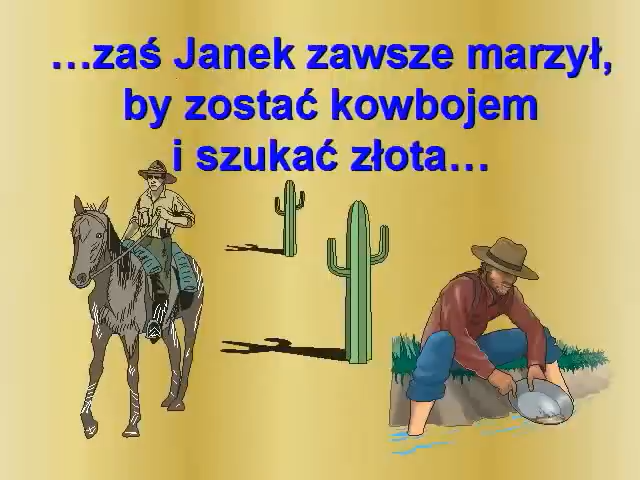 …zaś Janek zawsze marzył,
by zostać kowbojem
i szukać złota…